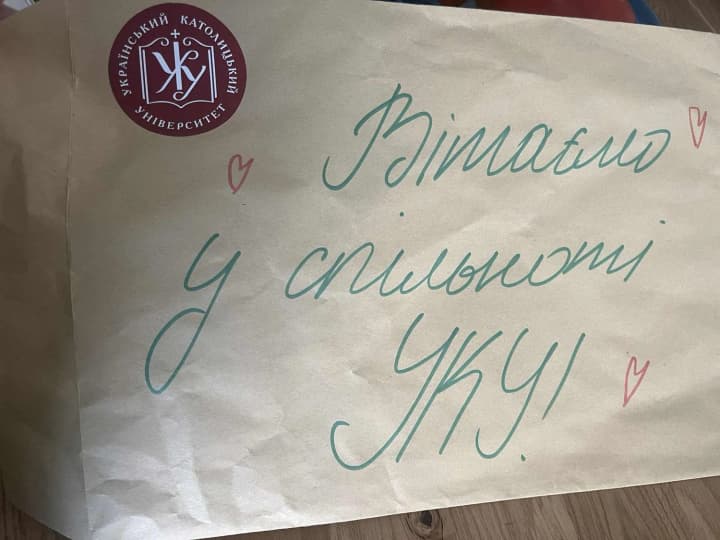 УКРАЇНСЬКИЙ КАТОЛИЦЬКИЙ УНІВЕРСИТЕТ
УКУ
Вітаємо
у спільноті
УКУ!